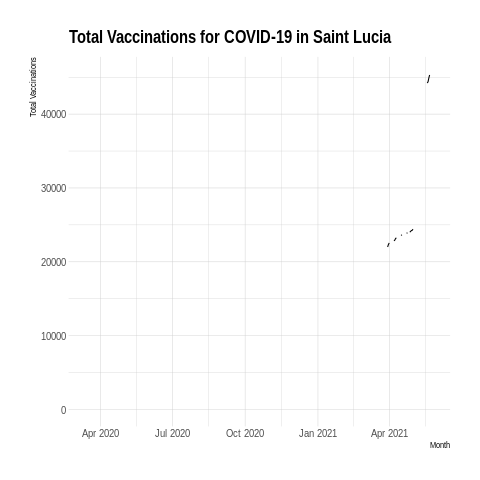 Total Vaccinations for COVID-19 in Saint Lucia
Total Vaccinations
40000
30000
20000
10000
0
Apr 2020 Jul 2020 Oct 2020 Jan 2021 Apr 2021
Month